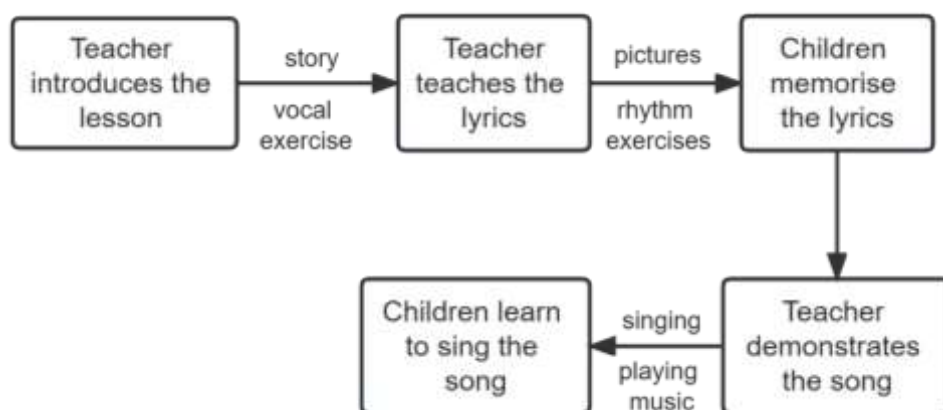 Teacher
introduces the
lesson
story
vocal
exercise
Teacher
teaches the
lyrics
pictures
rhythm
exercises
Children
memorise
the lyrics
Teacher
demonstrates
the song
singing
playing
music
Children learn
to sing the
song